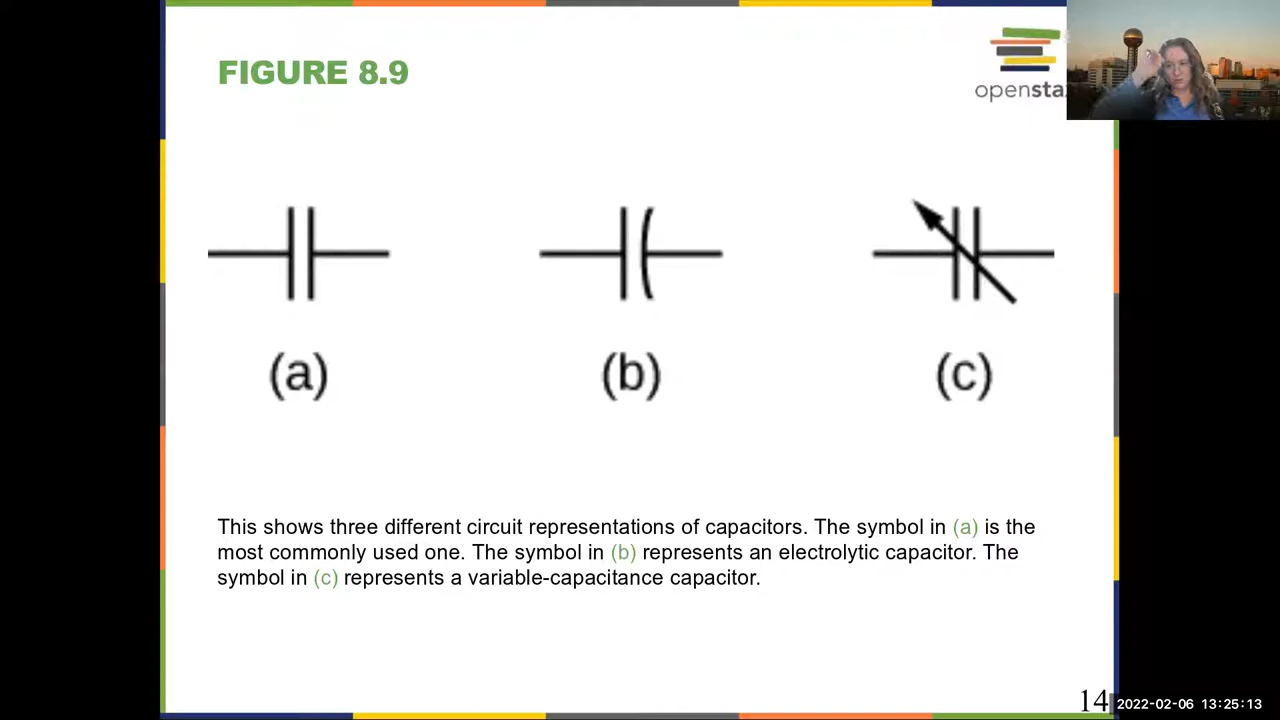 FIGURE 8.9
opensta
(a)
(b)
(c)
This shows three different circuit representations of capacitors. The symbol in (a) is the
most commonly used one. The symbol in (b) represents an electrolytic capacitor. The
symbol in (c) represents a variable-capacitance capacitor.
14
2022-02-06 13:25:13